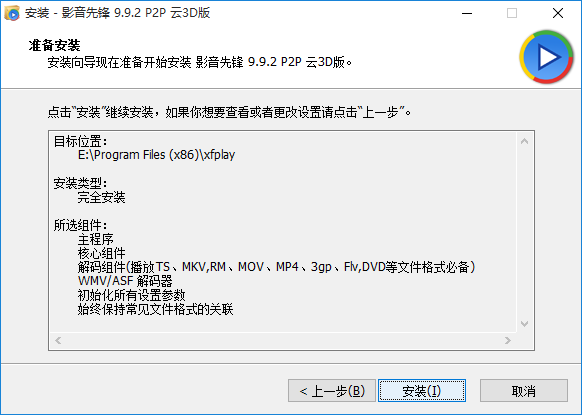 安装 - 影音先锋 9.9.2 P2P 云3D版
准备安装
安装向导现在准备开始安装 影音先锋 9.9.2 P2P 云3D版。
点击“安装”继续安装，如果你想要查看或者更改设置请点击“上一步”。
目标位置：
E:\Program Files (x86)\xfplay
安装类型：
完全安装
所选组件：
主程序
核心组件
解码组件(播放TS、MKV,RM、MOV、MP4、3gp、Flv,DVD等文件格式必备）
WMV/ASF 解码器
初始化所有设置参数
始终保持常见文件格式的关联
< 上一步(B) 安装(I) 取消